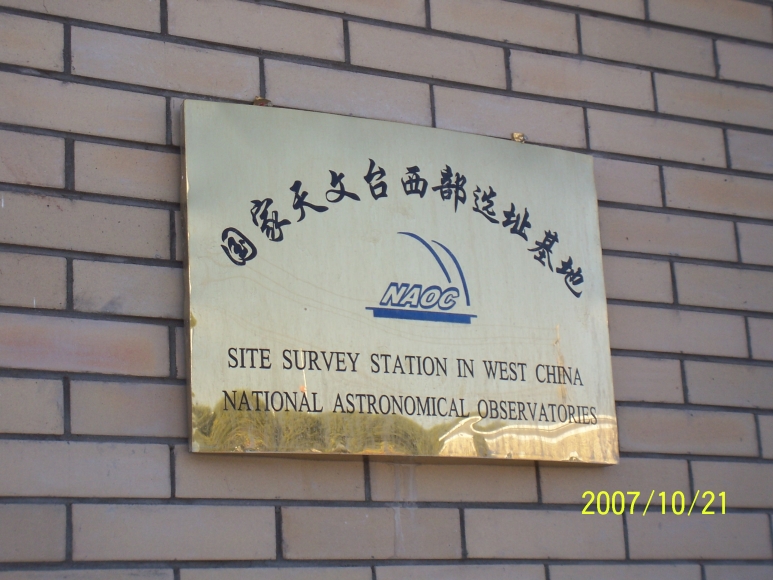 国家天文台西部选址基地
NAOC
SITE SURVEY STATION IN WEST CHINA
NATIONAL ASTRONOMICAL OBSERVATORIES
2007/10/21